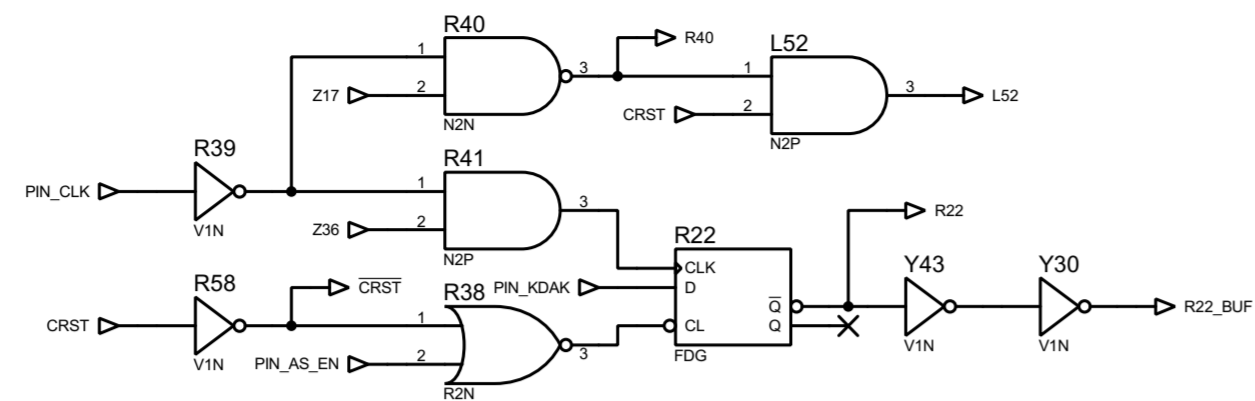 R40
1
3
R40
Z17
2
N2N
L52
1
3
L52
CRST
2
N2P
R39
PIN_CLK
V1N
R41
1
3
Z36
2
N2P
R22
CLK
PIN_KDAK
D
Q
CL
Q
FDG
R22
Y43
V1N
Y30
V1N
R22_BUF
R58
CRST
CRST
V1N
R38
1
3
PIN_AS_EN
2
R2N